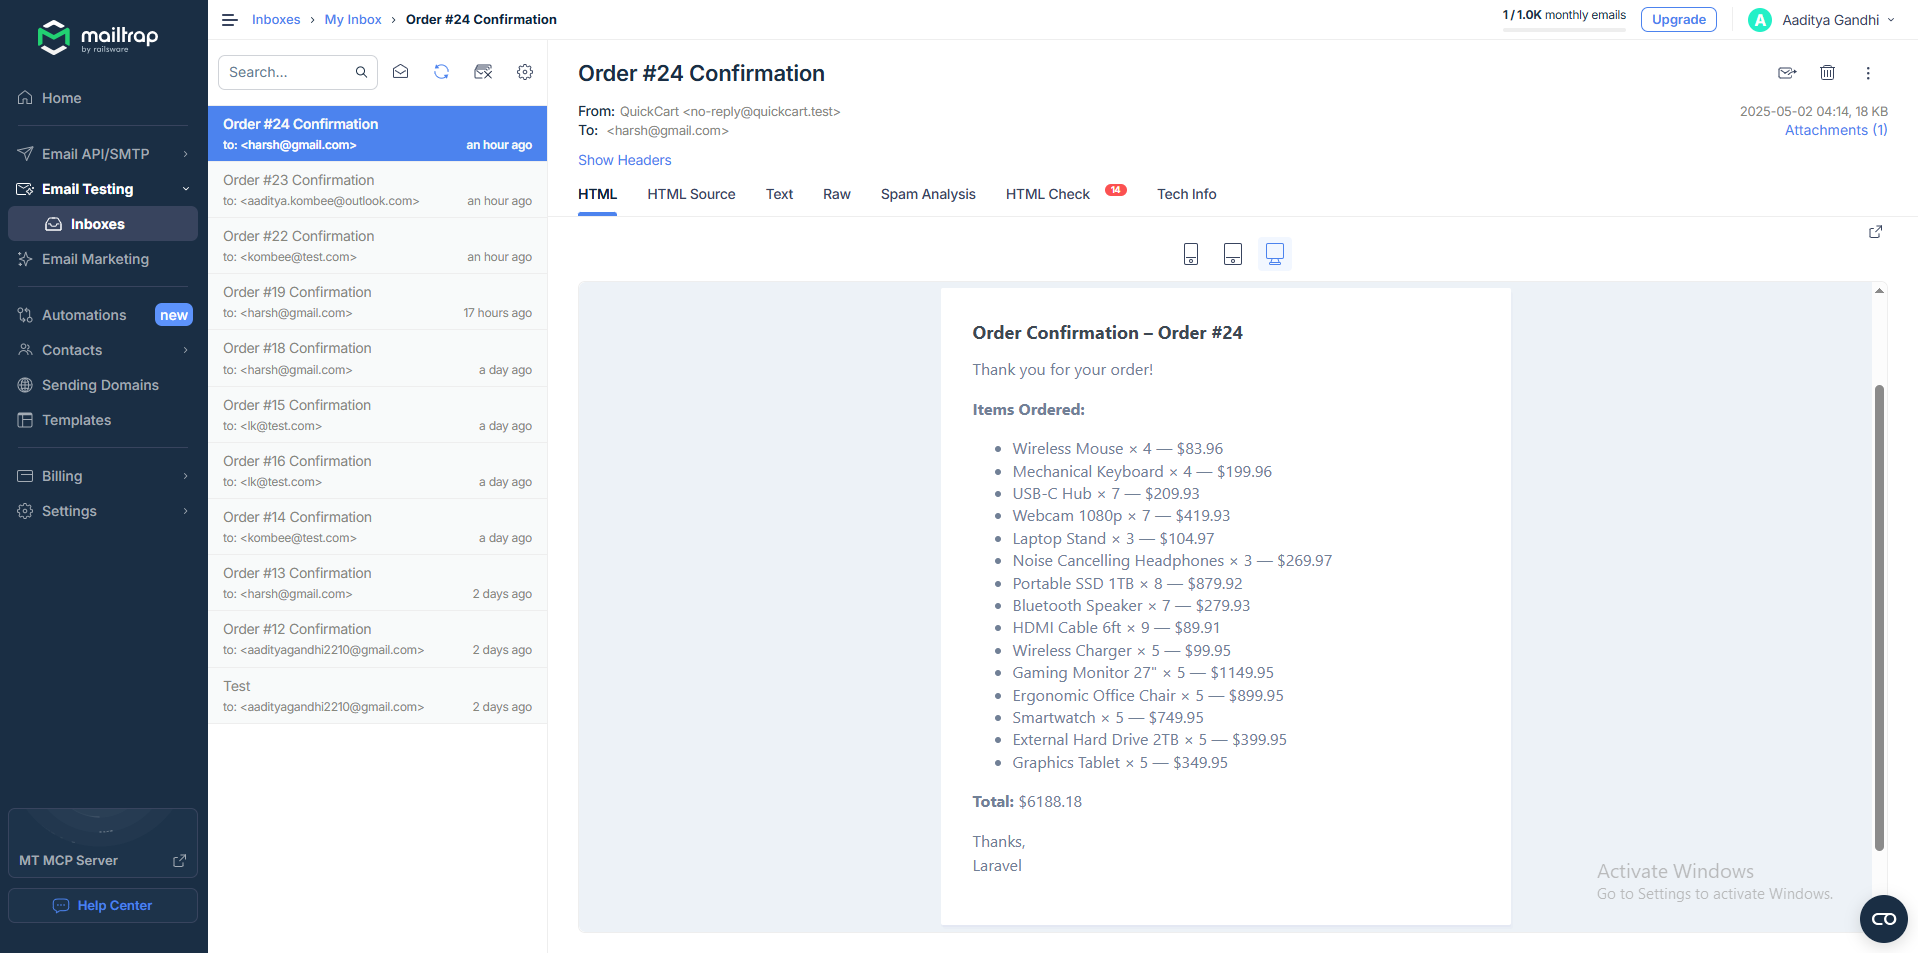 mailtrap
by railsware
Home
Email API/SMTP
Email Testing
Inboxes
Email Marketing
Automations new
Contacts
Sending Domains
Templates
Billing
Settings
MT MCP Server
Help Center
Inboxes › My Inbox › Order #24 Confirmation
1 / 1.0K monthly emails
Upgrade
A Aaditya Gandhi
Search...
Order #24 Confirmation
to: <harsh@gmail.com> an hour ago
Order #23 Confirmation
to: <aaditya.kombee@outlook.com> an hour ago
Order #22 Confirmation
to: <kombee@test.com> an hour ago
Order #19 Confirmation
to: <harsh@gmail.com> 17 hours ago
Order #18 Confirmation
to: <harsh@gmail.com> a day ago
Order #15 Confirmation
to: <lk@test.com> a day ago
Order #16 Confirmation
to: <lk@test.com> a day ago
Order #14 Confirmation
to: <kombee@test.com> a day ago
Order #13 Confirmation
to: <harsh@gmail.com> 2 days ago
Order #12 Confirmation
to: <aadityagandhi2210@gmail.com> 2 days ago
Test
to: <aadityagandhi2210@gmail.com> 2 days ago
Order #24 Confirmation
From: QuickCart <no-reply@quickcart.test>
2025-05-02 04:14, 18 KB
To: <harsh@gmail.com>
Attachments (1)
Show Headers
HTML HTML Source Text Raw Spam Analysis HTML Check 14 Tech Info
Order Confirmation – Order #24
Thank you for your order!
Items Ordered:
• Wireless Mouse × 4 — $83.96
• Mechanical Keyboard × 4 — $199.96
• USB-C Hub × 7 — $209.93
• Webcam 1080p × 7 — $419.93
• Laptop Stand × 3 — $104.97
• Noise Cancelling Headphones × 3 — $269.97
• Portable SSD 1TB × 8 — $879.92
• Bluetooth Speaker × 7 — $279.93
• HDMI Cable 6ft × 9 — $89.91
• Wireless Charger × 5 — $99.95
• Gaming Monitor 27" × 5 — $1149.95
• Ergonomic Office Chair × 5 — $899.95
• Smartwatch × 5 — $749.95
• External Hard Drive 2TB × 5 — $399.95
• Graphics Tablet × 5 — $349.95
Total: $6188.18
Thanks,
Laravel
Activate Windows
Go to Settings to activate Windows.